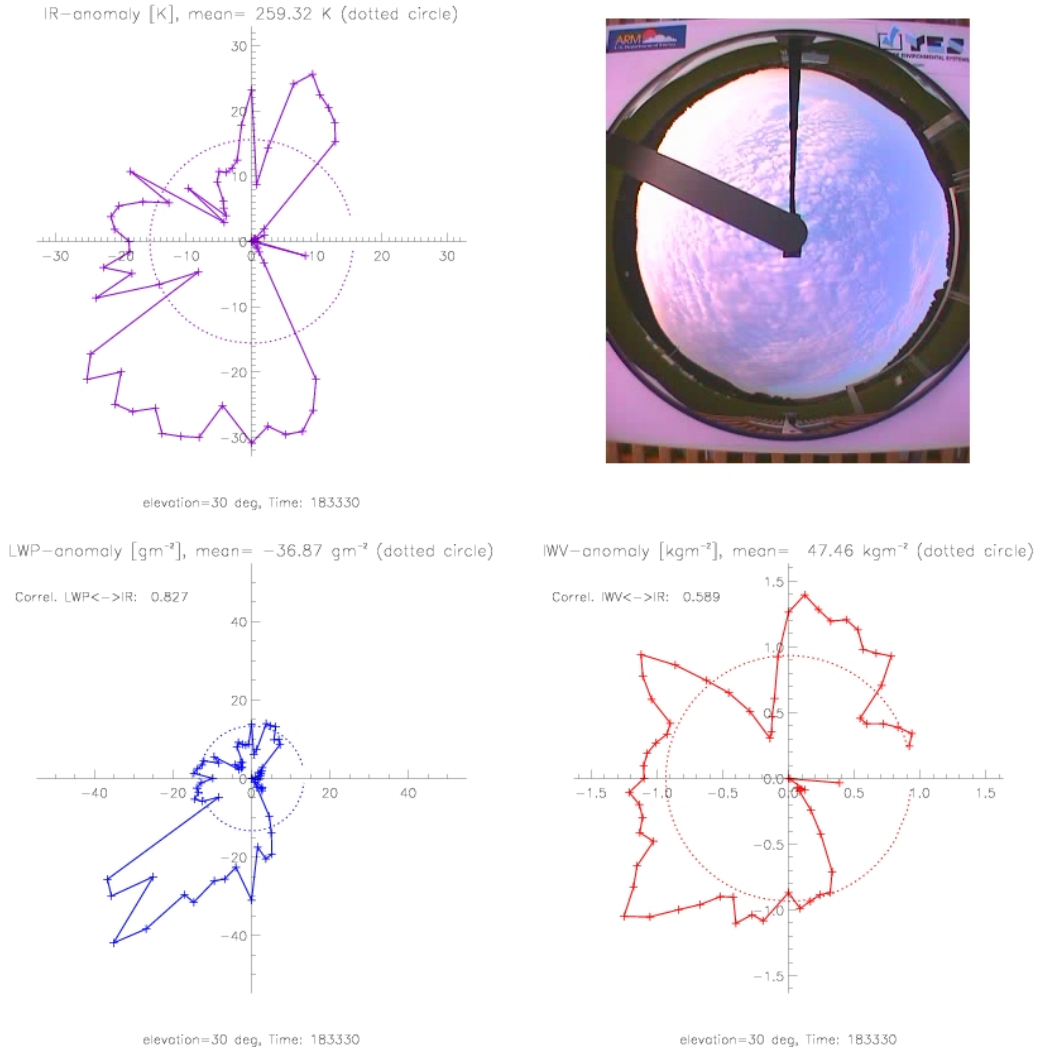 IR-anomaly [K], mean= 259.32 K (dotted circle)
30
20
10
0
-10
-20
-30
-30 -20 -10 0 10 20 30
elevation=30 deg, Time: 183330
ARM
YES
ENVIRONMENTAL SYSTEMS
LWP-anomaly [gm⁻²], mean= -36.87 gm⁻² (dotted circle)
Correl. LWP<->IR: 0.827
40
20
0
-20
-40
-40 -20 0 20 40
elevation=30 deg, Time: 183330
IWV-anomaly [kgm⁻²], mean= 47.46 kgm⁻² (dotted circle)
Correl. IWV<->IR: 0.589
1.5
1.0
0.5
0.0
-0.5
-1.0
-1.5
-1.5 -1.0 -0.5 0.0 0.5 1.0 1.5
elevation=30 deg, Time: 183330